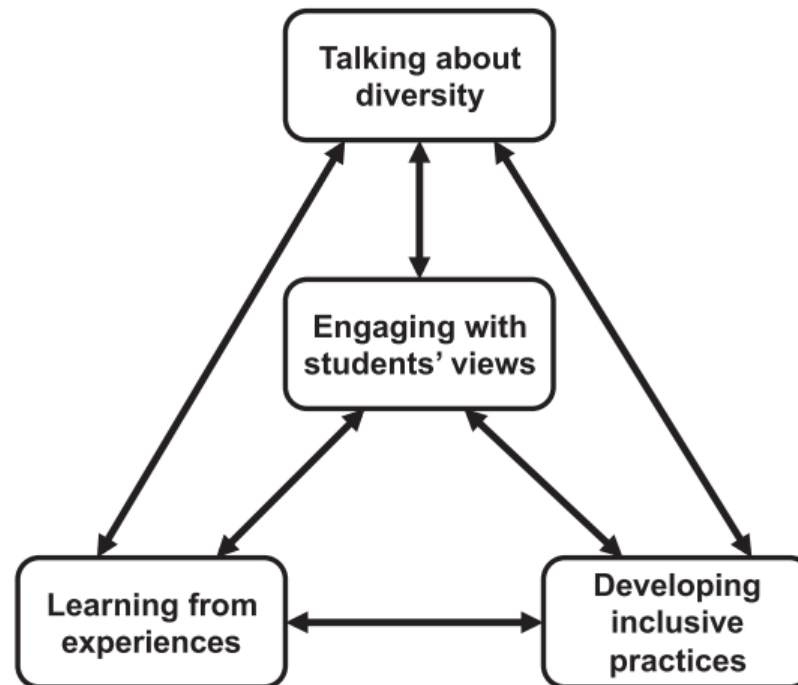 Talking about
diversity
Engaging with
students’ views
Learning from
experiences
Developing
inclusive
practices